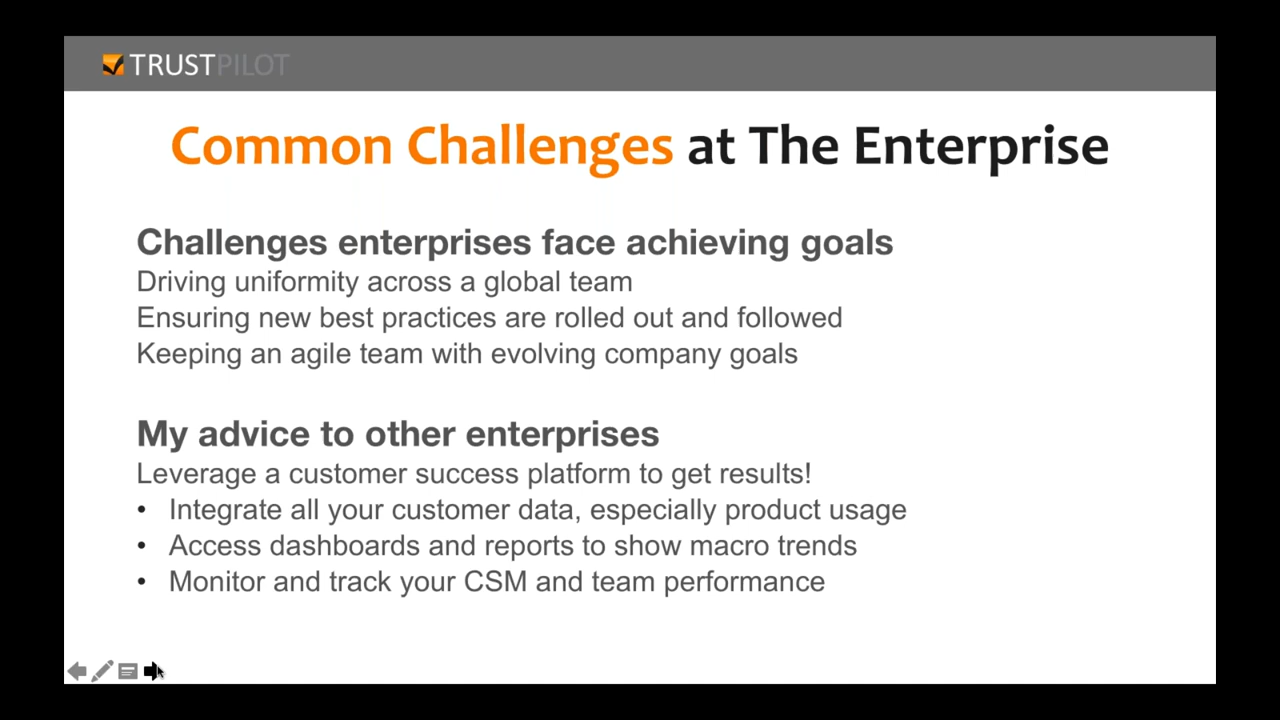 TRUSTPILOT
Common Challenges at The Enterprise
Challenges enterprises face achieving goals
Driving uniformity across a global team
Ensuring new best practices are rolled out and followed
Keeping an agile team with evolving company goals
My advice to other enterprises
Leverage a customer success platform to get results!
• Integrate all your customer data, especially product usage
• Access dashboards and reports to show macro trends
• Monitor and track your CSM and team performance